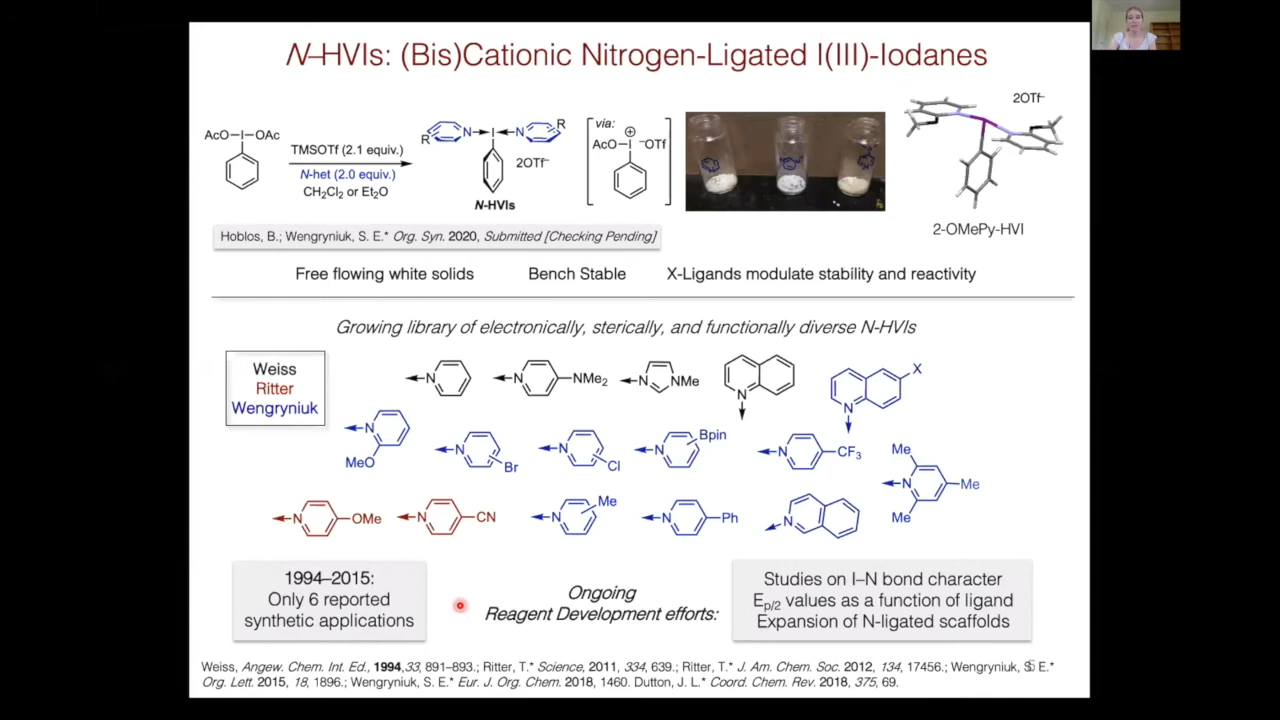 N–HVIs: (Bis)Cationic Nitrogen-Ligated I(III)-Iodanes
AcO–I–OAc
TMSOTf (2.1 equiv.)
N-het (2.0 equiv.)
CH₂Cl₂ or Et₂O
R
N
I
N
R
2OTf⁻
N-HVIs
via:
⊕
AcO–I ⁻OTf
2OTf⁻
2-OMePy-HVI
Hoblos, B.; Wengryniuk, S. E.* Org. Syn. 2020, Submitted [Checking Pending]
Free flowing white solids
Bench Stable
X-Ligands modulate stability and reactivity
Growing library of electronically, sterically, and functionally diverse N-HVIs
Weiss
Ritter
Wengryniuk
N
N
NMe₂
N
NMe
N
N
X
N
MeO
N
Br
N
Cl
N
Bpin
N
CF₃
Me
N
Me
Me
N
OMe
N
CN
N
Me
N
Ph
N
1994–2015:
Only 6 reported
synthetic applications
Ongoing
Reagent Development efforts:
Studies on I–N bond character
Eₚ/₂ values as a function of ligand
Expansion of N-ligated scaffolds
Weiss, Angew. Chem. Int. Ed., 1994,33, 891–893.; Ritter, T.* Science, 2011, 334, 639.; Ritter, T.* J. Am. Chem. Soc. 2012, 134, 17456.; Wengryniuk, S. E.*
Org. Lett. 2015, 18, 1896.; Wengryniuk, S. E.* Eur. J. Org. Chem. 2018, 1460. Dutton, J. L.* Coord. Chem. Rev. 2018, 375, 69.